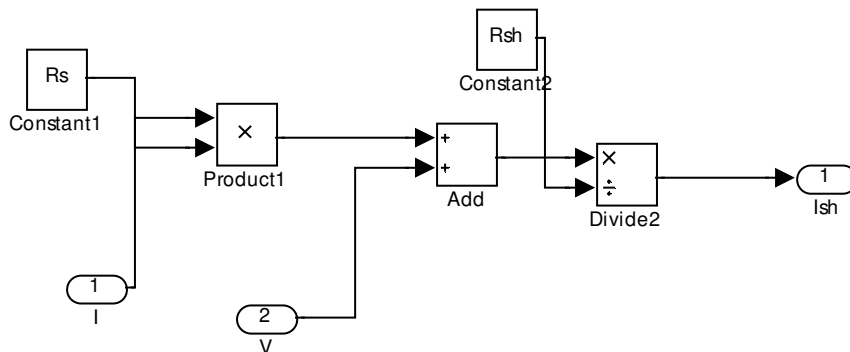 Rs
Constant1
×
Product1
1
I
2
V
+
+
Add
Rsh
Constant2
×
÷
Divide2
1
Ish